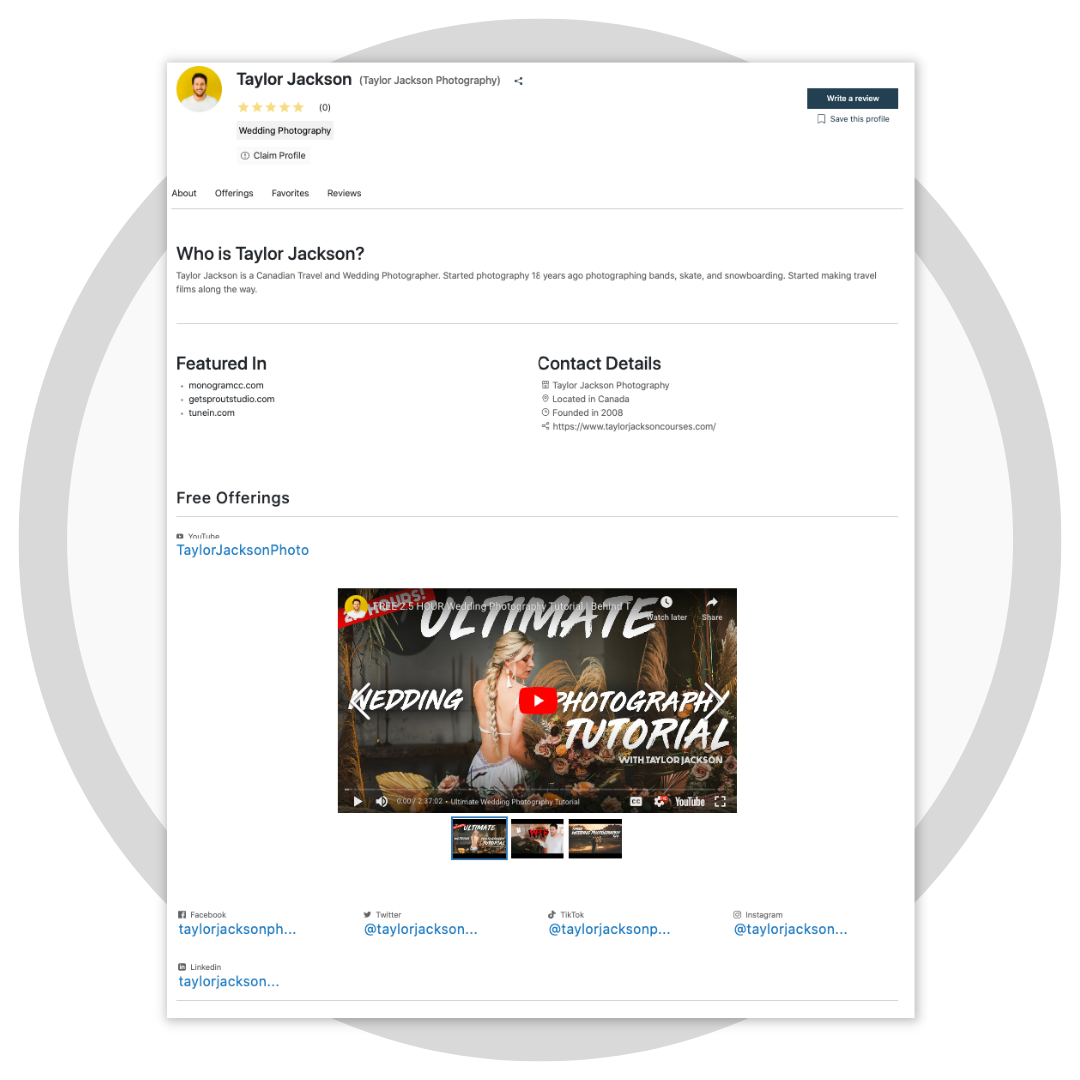 Taylor Jackson (Taylor Jackson Photography)
(0)
Write a review
Save this profile
Wedding Photography
Claim Profile
About Offerings Favorites Reviews
Who is Taylor Jackson?
Taylor Jackson is a Canadian Travel and Wedding Photographer. Started photography 18 years ago photographing bands, skate, and snowboarding. Started making travel
films along the way.
Featured In
monogramcc.com
getsproutstudio.com
tunein.com
Contact Details
Taylor Jackson Photography
Located in Canada
Founded in 2008
https://www.taylorjacksoncourses.com/
Free Offerings
YouTube
TaylorJacksonPhoto
FREE 2.5 HOUR Wedding Photography Tutorial | Behind T
Watch later Share
HOURS!
ULTIMATE
WEDDING PHOTOGRAPHY
TUTORIAL
WITH TAYLOR JACKSON
0:00 / 2:37:02 • Ultimate Wedding Photography Tutorial
CC
YouTube
ULTIMATE
TUTORIAL
WEDDING PHOTOGRAPHY
Facebook
taylorjacksonph...
Twitter
@taylorjackson...
TikTok
@taylorjacksonp...
Instagram
@taylorjackson...
Linkedin
taylorjackson...